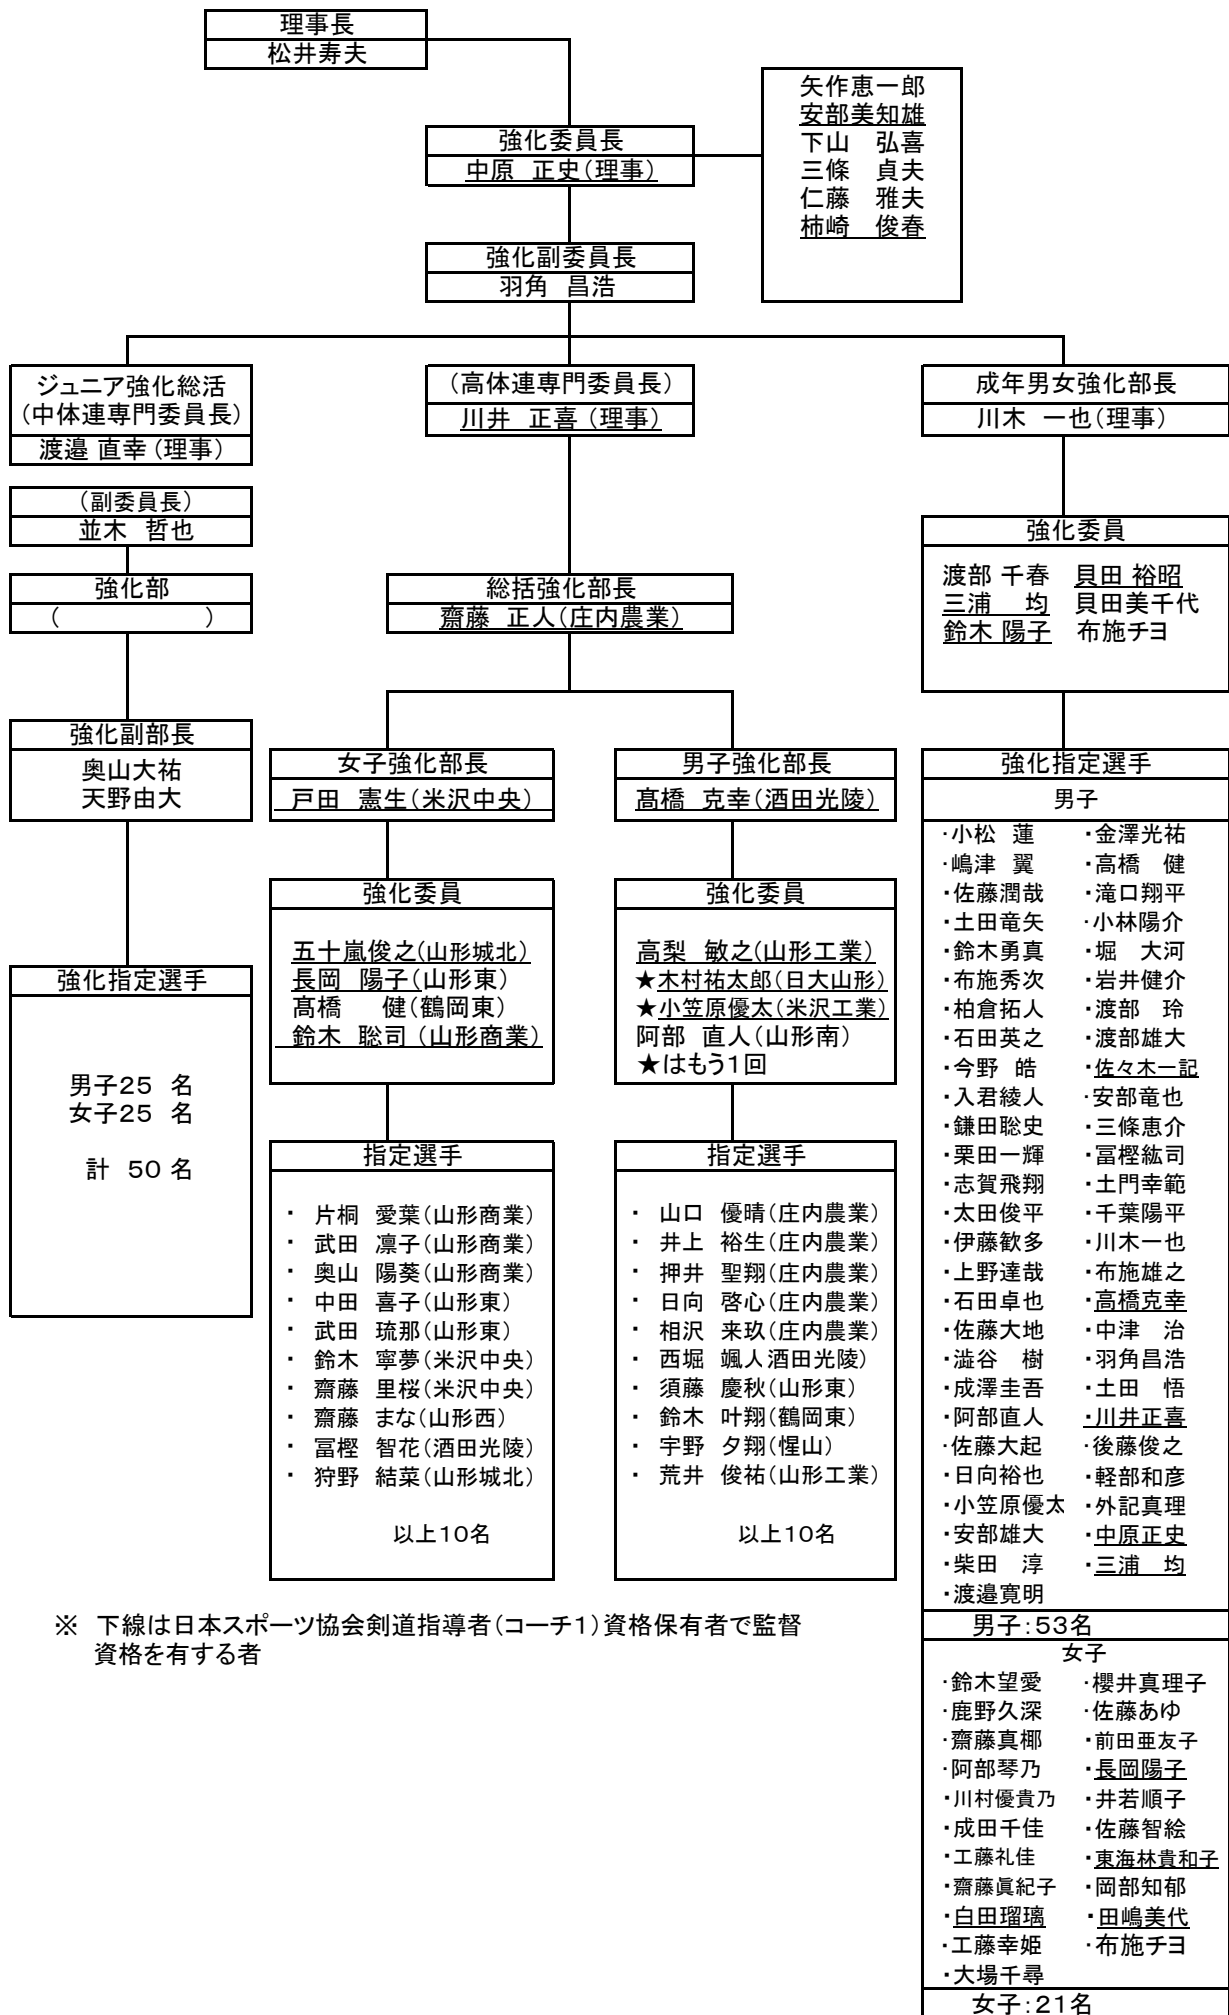 理事長
松井寿夫
矢作恵一郎
安部美知雄
下山　弘喜
三條　貞夫
仁藤　雅夫
柿崎　俊春
強化委員長
中原 正史(理事)
強化副委員長
羽角 昌浩
ジュニア強化総活
(中体連専門委員長)
渡邉 直幸(理事)
(副委員長)
並木 哲也
強化部
(　　　　　　)
強化副部長
奥山大祐
天野由大
強化指定選手
男子25 名
女子25 名
計 50 名
(高体連専門委員長)
川井 正喜 (理事)
総括強化部長
齋藤 正人(庄内農業)
女子強化部長
戸田 憲生(米沢中央)
強化委員
五十嵐俊之(山形城北)
長岡 陽子(山形東)
髙橋　健(鶴岡東)
鈴木 聡司 (山形商業)
指定選手
・ 片桐 愛葉(山形商業)
・ 武田 凛子(山形商業)
・ 奥山 陽葵(山形商業)
・ 中田 喜子(山形東)
・ 武田 琉那(山形東)
・ 鈴木 寧夢(米沢中央)
・ 齋藤 里桜(米沢中央)
・ 齋藤 まな(山形西)
・ 冨樫 智花(酒田光陵)
・ 狩野 結菜(山形城北)
以上10名
男子強化部長
髙橋 克幸(酒田光陵)
強化委員
高梨 敏之(山形工業)
★木村祐太郎(日大山形)
★小笠原優太(米沢工業)
阿部 直人(山形南)
★はもう1回
指定選手
・ 山口 優晴(庄内農業)
・ 井上 裕生(庄内農業)
・ 押井 聖翔(庄内農業)
・ 日向 啓心(庄内農業)
・ 相沢 来玖(庄内農業)
・ 西堀 颯人酒田光陵)
・ 須藤 慶秋(山形東)
・ 鈴木 叶翔(鶴岡東)
・ 宇野 夕翔(惺山)
・ 荒井 俊祐(山形工業)
以上10名
成年男女強化部長
川木 一也(理事)
強化委員
渡部 千春　貝田 裕昭
三浦　均　貝田美千代
鈴木 陽子　布施チヨ
強化指定選手
男子
・小松 蓮　・金澤光祐
・嶋津 翼　・高橋　健
・佐藤潤哉　・滝口翔平
・土田竜矢　・小林陽介
・鈴木勇真　・堀　大河
・布施秀次　・岩井健介
・柏倉拓人　・渡部　玲
・石田英之　・渡部雄大
・今野 皓　・佐々木一記
・入君綾人　・安部竜也
・鎌田聡史　・三條恵介
・栗田一輝　・冨樫紘司
・志賀飛翔　・土門幸範
・太田俊平　・千葉陽平
・伊藤歓多　・川木一也
・上野達哉　・布施雄之
・石田卓也　・高橋克幸
・佐藤大地　・中津　治
・澁谷　樹　・羽角昌浩
・成澤圭吾　・土田　悟
・阿部直人　・川井正喜
・佐藤大起　・後藤俊之
・日向裕也　・軽部和彦
・小笠原優太　・外記真理
・安部雄大　・中原正史
・柴田　淳　・三浦　均
・渡邉寛明
男子:53名
女子
・鈴木望愛　・櫻井真理子
・鹿野久深　・佐藤あゆ
・齋藤真梛　・前田亜友子
・阿部琴乃　・長岡陽子
・川村優貴乃　・井若順子
・成田千佳　・佐藤智絵
・工藤礼佳　・東海林貴和子
・齋藤眞紀子　・岡部知郁
・白田瑠璃　・田嶋美代
・工藤幸姫　・布施チヨ
・大場千尋
女子:21名
※ 下線は日本スポーツ協会剣道指導者(コーチ1)資格保有者で監督
資格を有する者